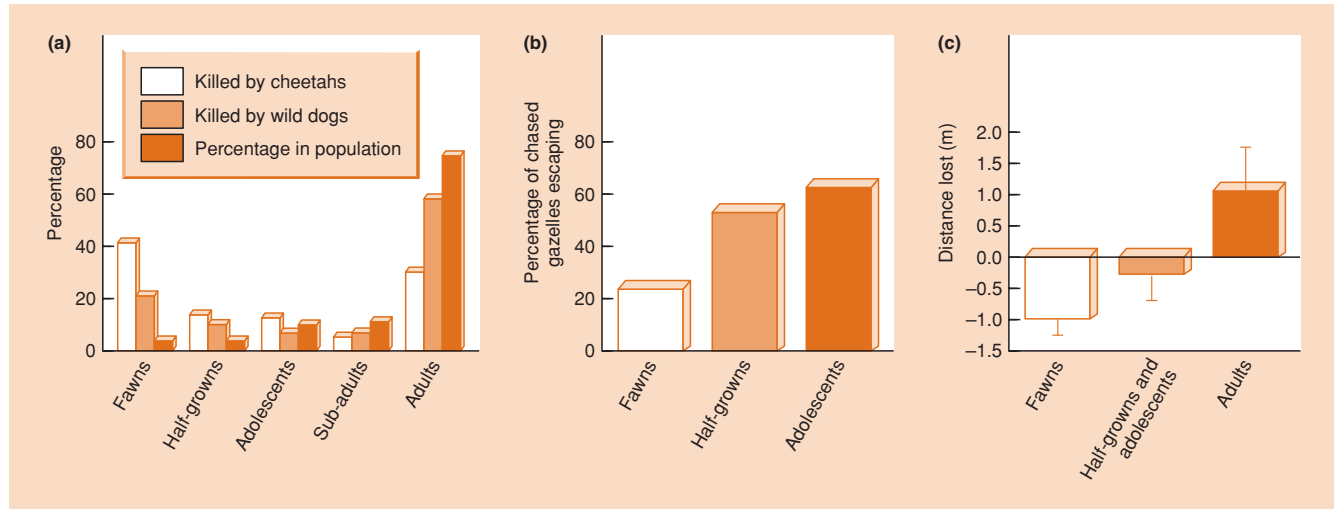 (a)
Killed by cheetahs
Killed by wild dogs
Percentage in population
Percentage
80
60
40
20
0
Fawns
Half-growns
Adolescents
Sub-adults
Adults
(b)
Percentage of chased
gazelles escaping
80
60
40
20
0
Fawns
Half-growns
Adolescents
(c)
Distance lost (m)
2.0
1.5
1.0
0.5
0.0
–0.5
–1.0
–1.5
Fawns
Half-growns and
adolescents
Adults